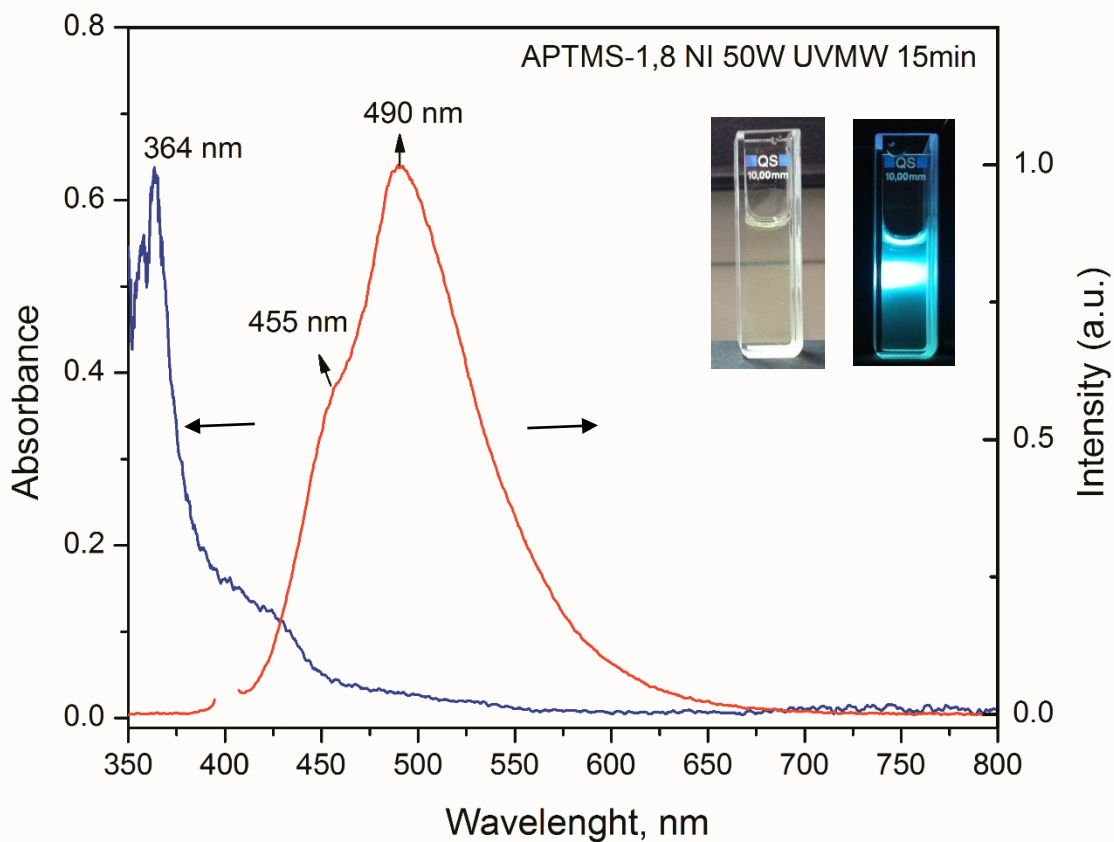 APTMS-1,8 NI 50W UVMW 15min
364 nm
490 nm
455 nm
QS
10,00mm
QS
10,00mm
Absorbance
0.8
0.6
0.4
0.2
0.0
Intensity (a.u.)
1.0
0.5
0.0
350 400 450 500 550 600 650 700 750 800
Wavelenght, nm